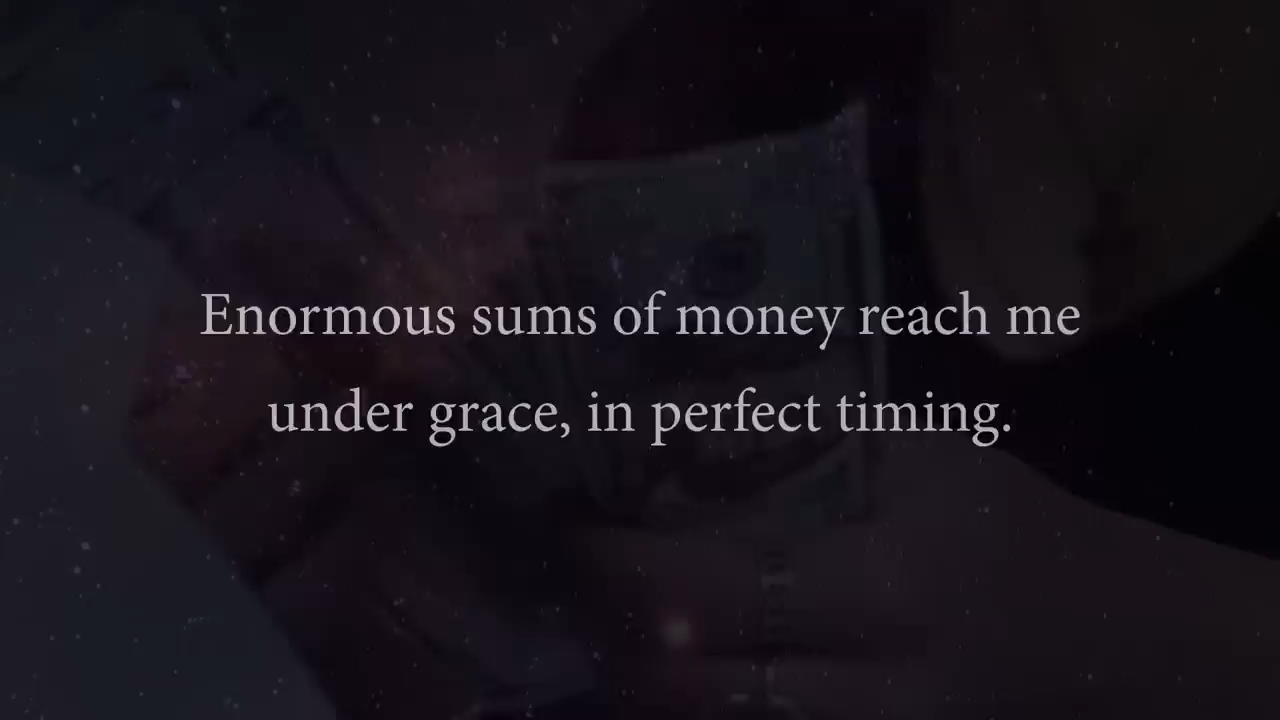 Enormous sums of money reach me
under grace, in perfect timing.